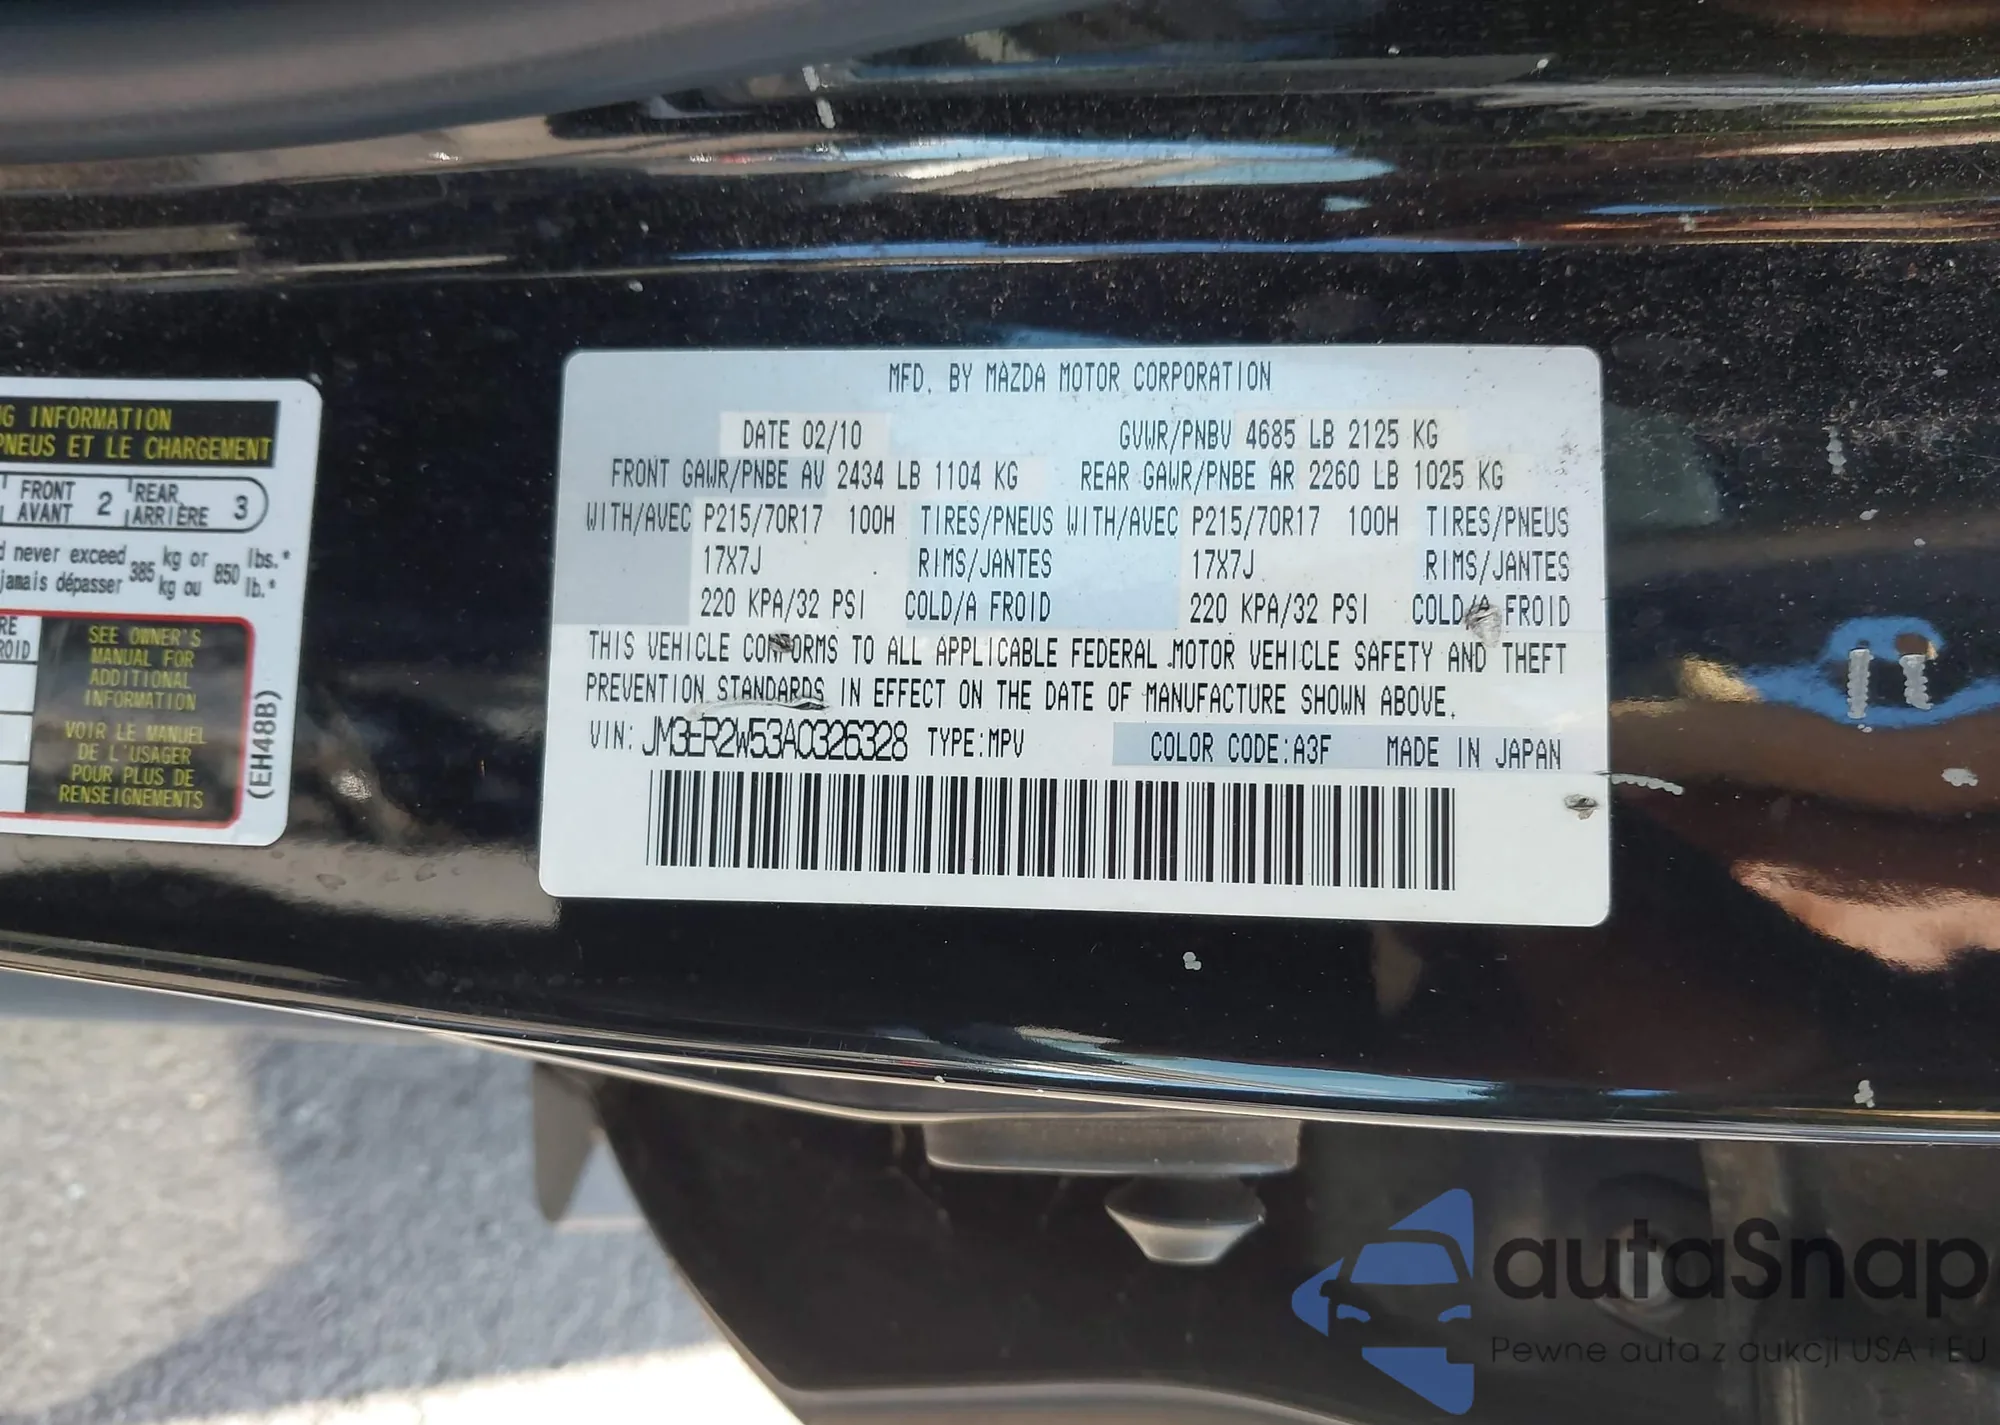 NG INFORMATION
PNEUS ET LE CHARGEMENT
FRONT AVANT 2 REAR ARRIÈRE 3
never exceed 385 kg or 850 lbs.*
jamais dépasser 385 kg ou 850 lb.*
SEE OWNER'S
MANUAL FOR
ADDITIONAL
INFORMATION
VOIR LE MANUEL
DE L'USAGER
POUR PLUS DE
RENSEIGNEMENTS
(EH48B)
MFD. BY MAZDA MOTOR CORPORATION
DATE 02/10 GVWR/PNBV 4685 LB 2125 KG
FRONT GAWR/PNBE AV 2434 LB 1104 KG REAR GAWR/PNBE AR 2260 LB 1025 KG
WITH/AVEC P215/70R17 100H TIRES/PNEUS WITH/AVEC P215/70R17 100H TIRES/PNEUS
17X7J RIMS/JANTES 17X7J RIMS/JANTES
220 KPA/32 PSI COLD/A FROID 220 KPA/32 PSI COLD/A FROID
THIS VEHICLE CONFORMS TO ALL APPLICABLE FEDERAL MOTOR VEHICLE SAFETY AND THEFT
PREVENTION STANDARDS IN EFFECT ON THE DATE OF MANUFACTURE SHOWN ABOVE.
VIN: JM3ER2W53A0326328 TYPE:MPV COLOR CODE:A3F MADE IN JAPAN
autaSnap
Pewne auta z aukcji USA i EU